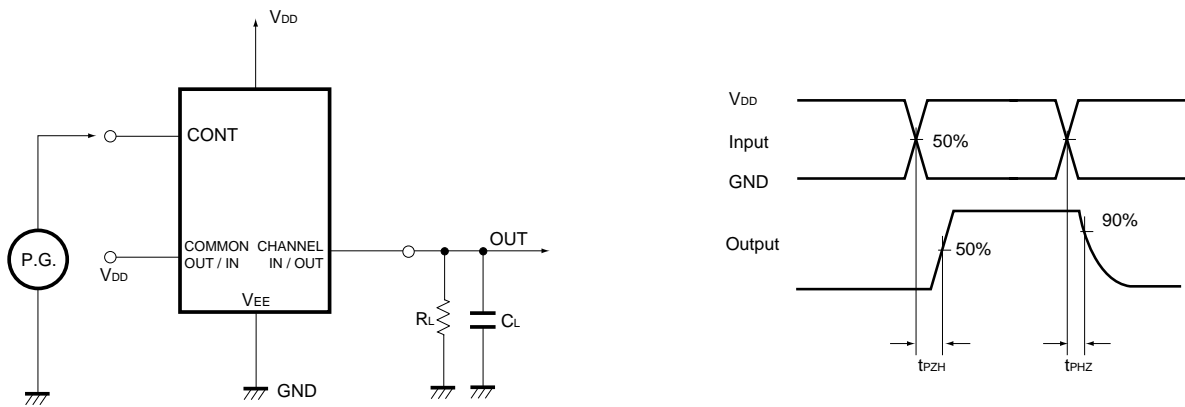 VDD
CONT
P.G.
VDD
COMMON
OUT / IN
CHANNEL
IN / OUT
VEE
GND
OUT
RL
CL
VDD
Input
GND
50%
Output
50%
90%
tPZH
tPHZ